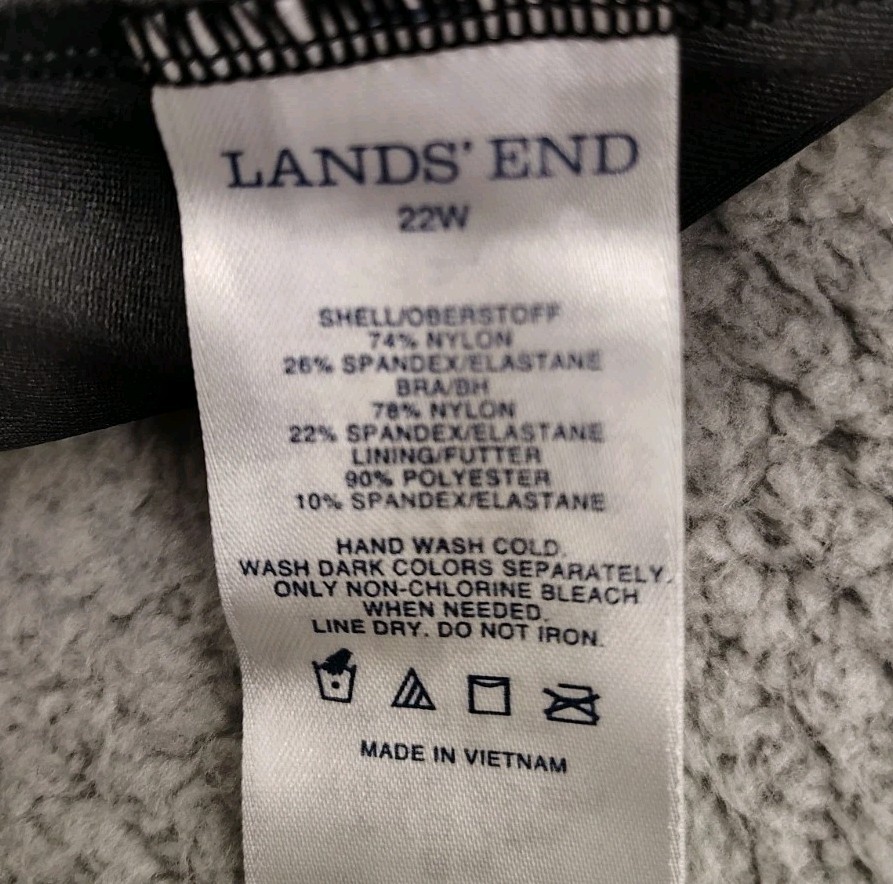 LANDS' END
22W
SHELL/OBERSTOFF
74% NYLON
26% SPANDEX/ELASTANE
BRA/BH
78% NYLON
22% SPANDEX/ELASTANE
LINING/FUTTER
90% POLYESTER
10% SPANDEX/ELASTANE
HAND WASH COLD.
WASH DARK COLORS SEPARATELY.
ONLY NON-CHLORINE BLEACH
WHEN NEEDED.
LINE DRY. DO NOT IRON.
MADE IN VIETNAM